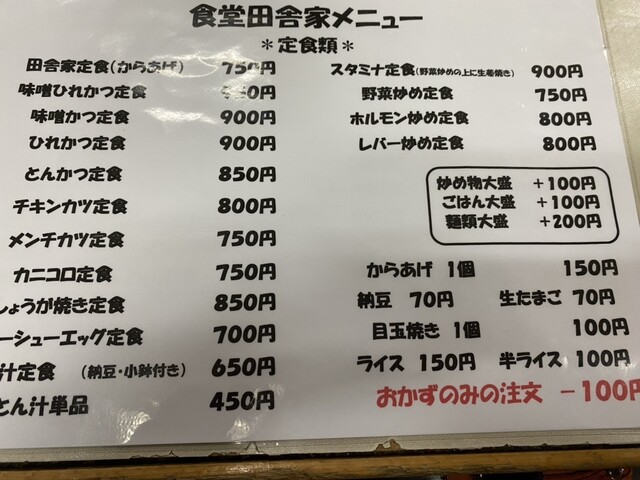 食堂田舎家メニュー
＊定食類＊
田舎家定食(からあげ) 750円
味噌ひれかつ定食 円
味噌かつ定食 900円
ひれかつ定食 900円
とんかつ定食 850円
チキンカツ定食 800円
メンチカツ定食 750円
カニコロ定食 750円
しょうが焼き定食 850円
ーシューエッグ定食 700円
汁定食 (納豆・小鉢付き) 650円
とん汁単品 450円
スタミナ定食(野菜炒めの上に生姜焼き) 900円
野菜炒め定食 750円
ホルモン炒め定食 800円
レバー炒め定食 800円
炒め物大盛 +100円
ごはん大盛 +100円
麺類大盛 +200円
からあげ 1個 150円
納豆 70円 生たまご 70円
目玉焼き 1個 100円
ライス 150円 半ライス 100円
おかずのみの注文 −100円